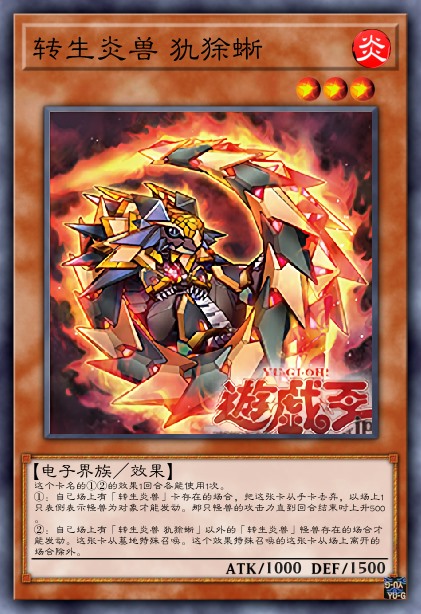 转生炎兽 犰狳蜥
炎
YU-GI-OH!
遊戯王.jp
【电子界族／效果】
这个卡名的①②的效果1回合各能使用1次。
①：自己场上有「转生炎兽」卡存在的场合，把这张卡从手卡丢弃，以场上1
只表侧表示怪兽为对象才能发动。那只怪兽的攻击力直到回合结束时上升500
。
②：自己场上有「转生炎兽 犰狳蜥」以外的「转生炎兽」怪兽存在的场合才
能发动。这张卡从墓地特殊召唤。这个效果特殊召唤的这张卡从场上离开的
场合除外。
ATK/1000 DEF/1500